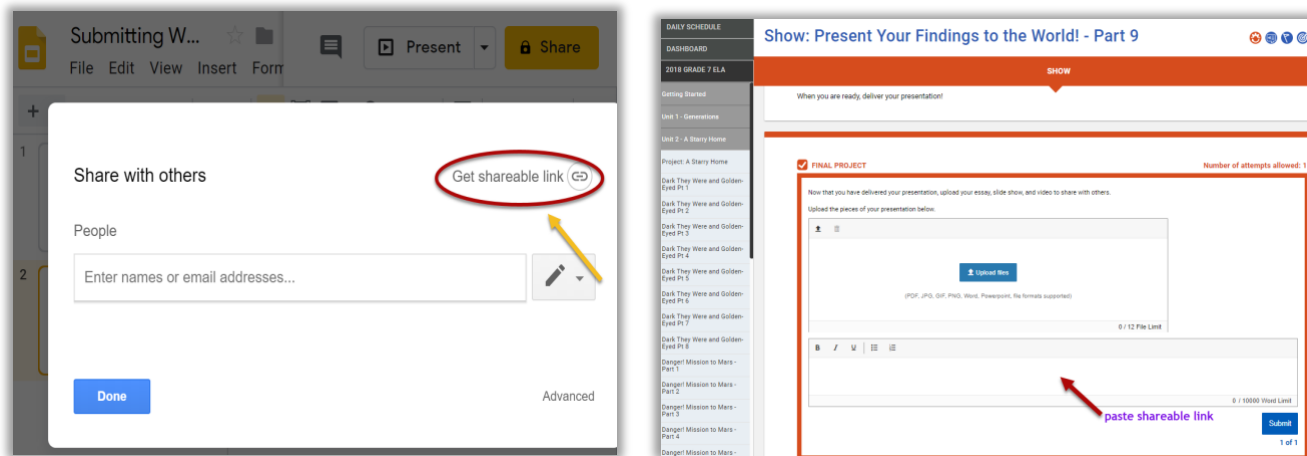 Submitting W...
File Edit View Insert Form
Present
Share
1
2
Share with others
Get shareable link
People
Enter names or email addresses...
Done
Advanced
DAILY SCHEDULE
DASHBOARD
2018 GRADE 7 ELA
Getting Started
Unit 1 - Generations
Unit 2 - A Starry Home
Project: A Starry Home
Dark They Were and Golden-
Eyed Pt 1
Dark They Were and Golden-
Eyed Pt 2
Dark They Were and Golden-
Eyed Pt 3
Dark They Were and Golden-
Eyed Pt 4
Dark They Were and Golden-
Eyed Pt 5
Dark They Were and Golden-
Eyed Pt 6
Dark They Were and Golden-
Eyed Pt 7
Dark They Were and Golden-
Eyed Pt 8
Danger! Mission to Mars -
Part 1
Danger! Mission to Mars -
Part 2
Danger! Mission to Mars -
Part 3
Danger! Mission to Mars -
Part 4
Danger! Mission to Mars -
Show: Present Your Findings to the World! - Part 9
SHOW
When you are ready, deliver your presentation!
FINAL PROJECT
Number of attempts allowed: 1
Now that you have delivered your presentation, upload your essay, slide show, and video to share with others.
Upload the pieces of your presentation below.
Upload files
(PDF, JPG, GIF, PNG, Word, Powerpoint, file formats supported)
0 / 12 File Limit
B I U
0 / 10000 Word Limit
paste shareable link
Submit
1 of 1